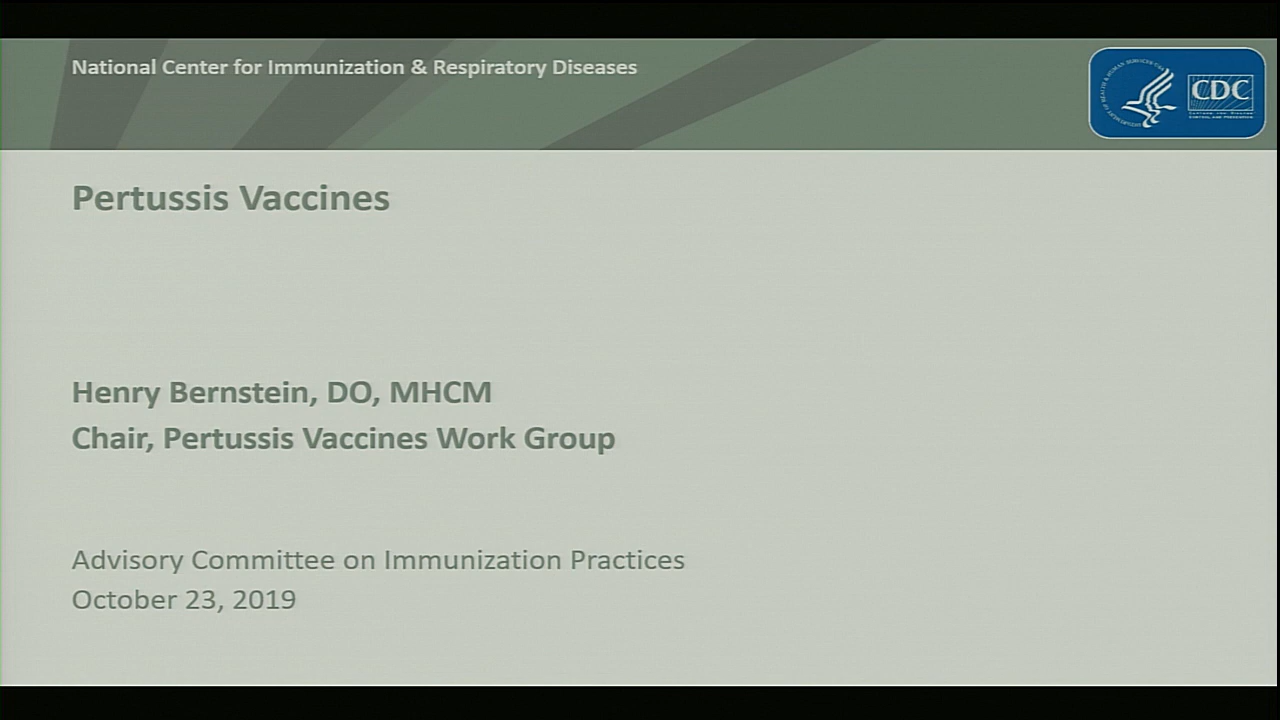 National Center for Immunization & Respiratory Diseases
CDC
Pertussis Vaccines
Henry Bernstein, DO, MHCM
Chair, Pertussis Vaccines Work Group
Advisory Committee on Immunization Practices
October 23, 2019